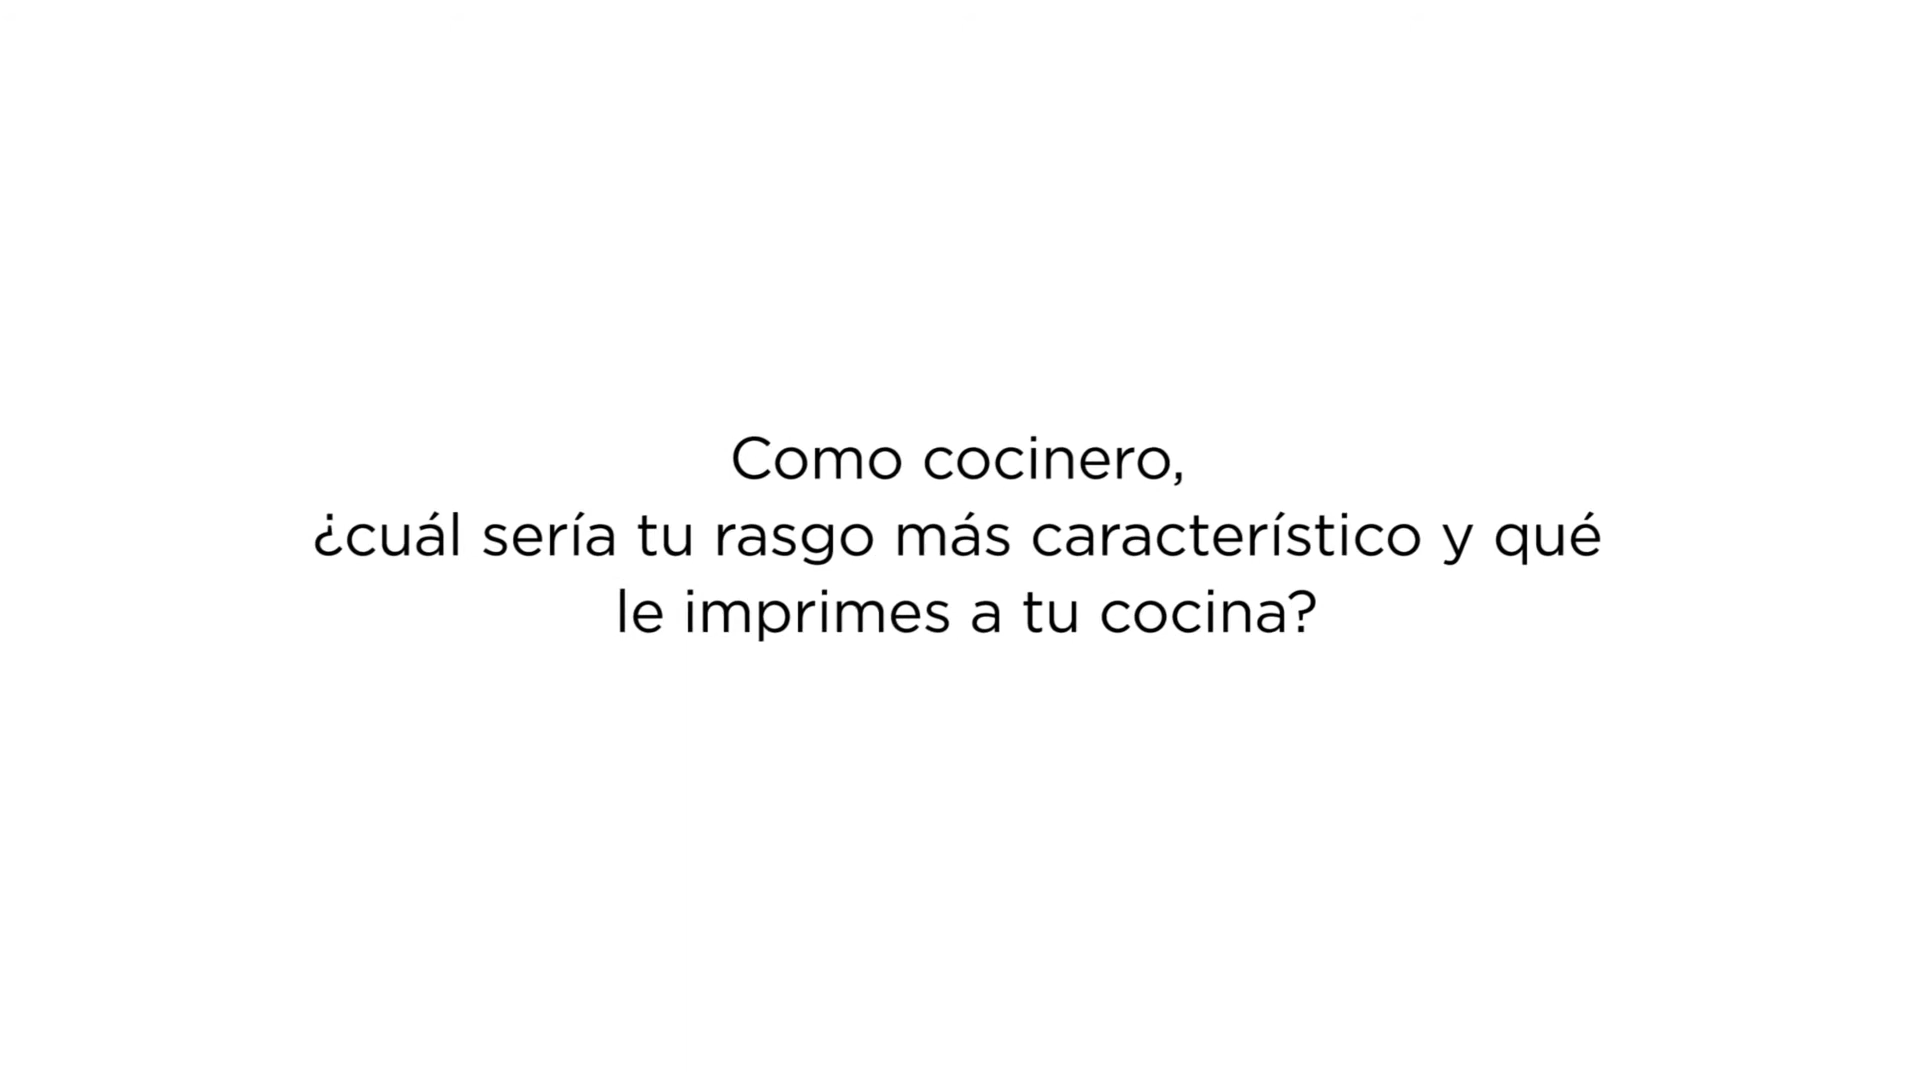 Como cocinero,
¿cuál sería tu rasgo más característico y qué
le imprimes a tu cocina?